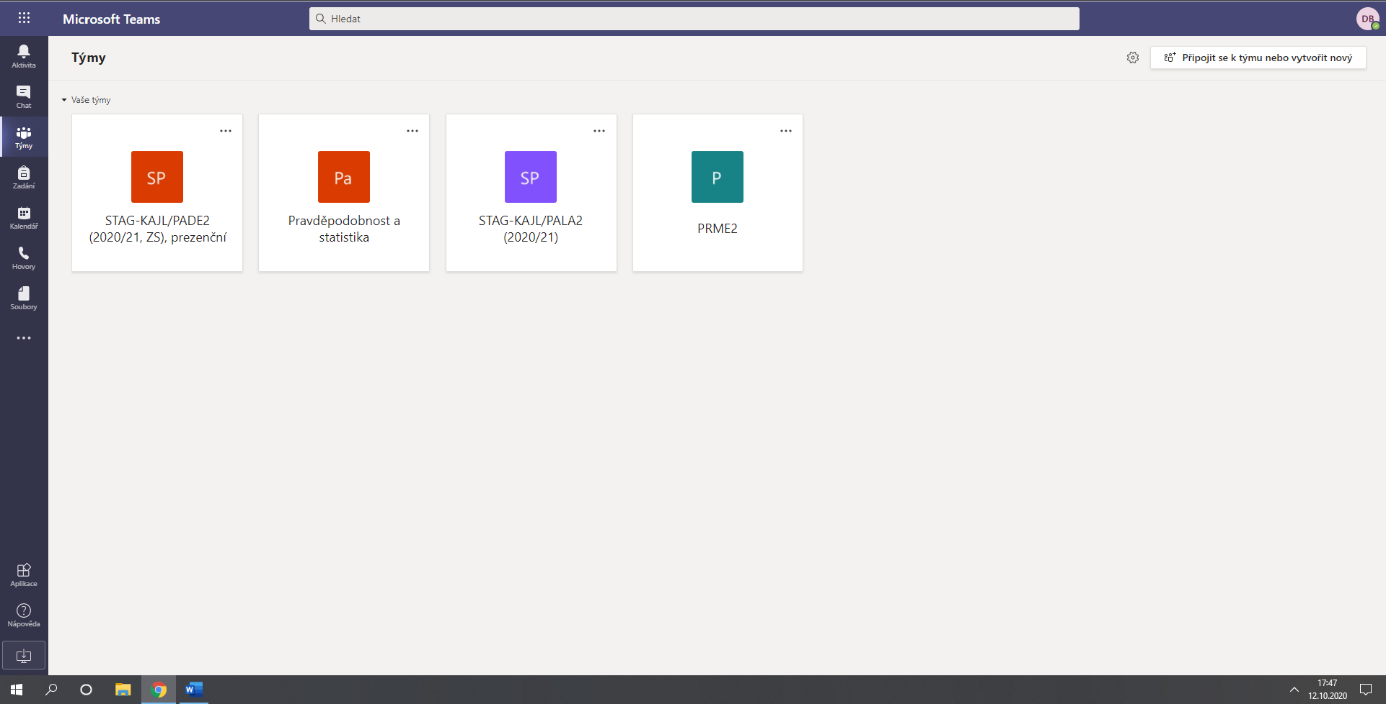 Microsoft Teams
Hledat
DB
Aktivita
Chat
Týmy
Zadání
Kalendář
Hovory
Soubory
Aplikace
Nápověda
Týmy
Připojit se k týmu nebo vytvořit nový
Vaše týmy
SP
STAG-KAJL/PADE2
(2020/21, ZS), prezenční
Pa
Pravděpodobnost a
statistika
SP
STAG-KAJL/PALA2
(2020/21)
P
PRME2
W
17:47
12.10.2020